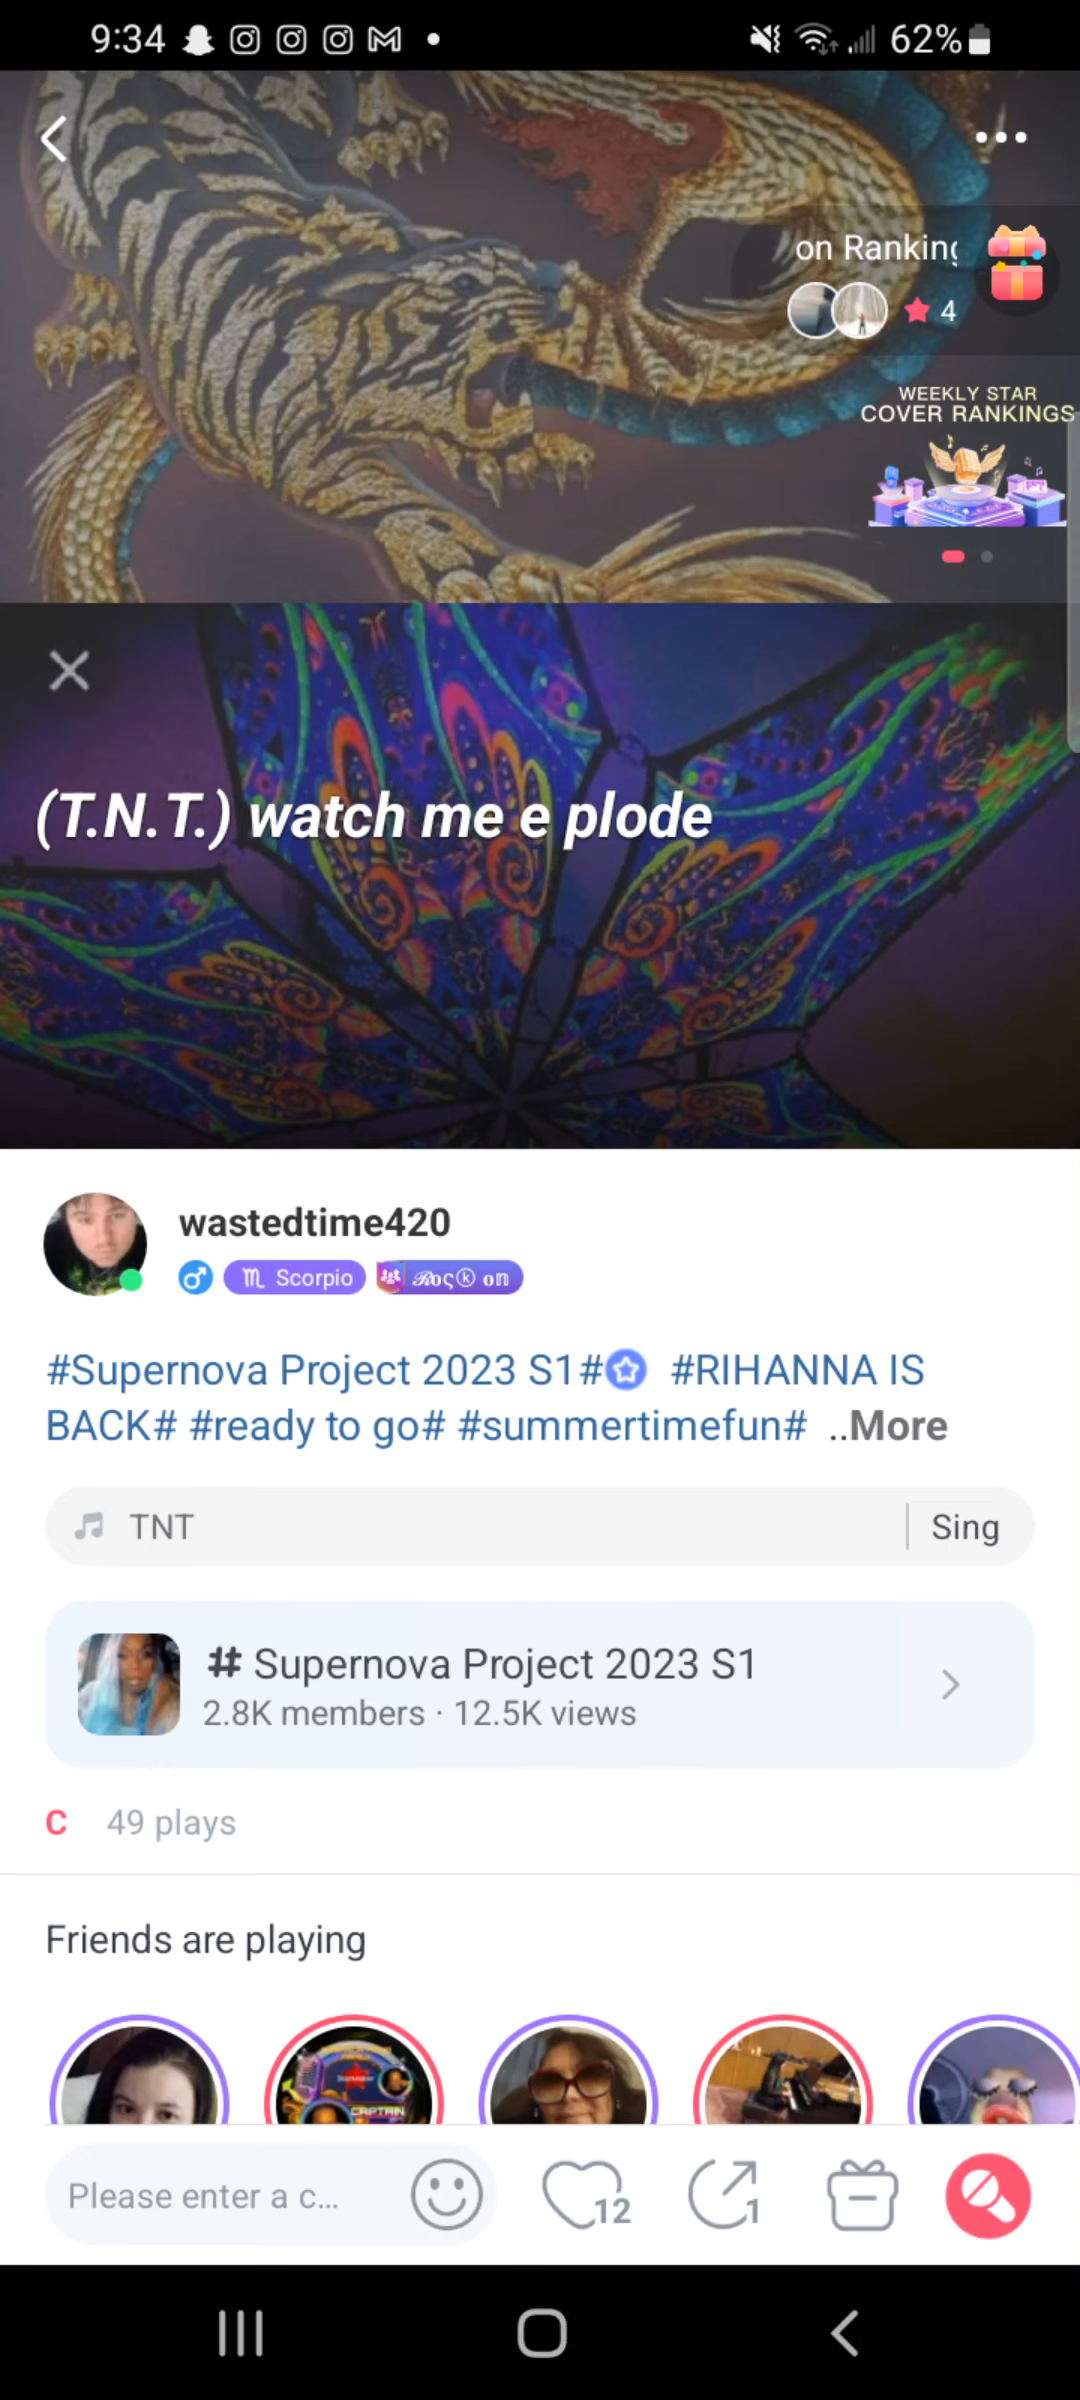 9:34
62%
on Ranking
4
WEEKLY STAR
COVER RANKINGS
(T.N.T.) watch me e plode
wastedtime420
♏ Scorpio
ℛoςⓚ on
#Supernova Project 2023 S1# #RIHANNA IS
BACK# #ready to go# #summertimefun# ..More
TNT
Sing
# Supernova Project 2023 S1
2.8K members · 12.5K views
C 49 plays
Friends are playing
CAPTAIN
Please enter a c...
12
1